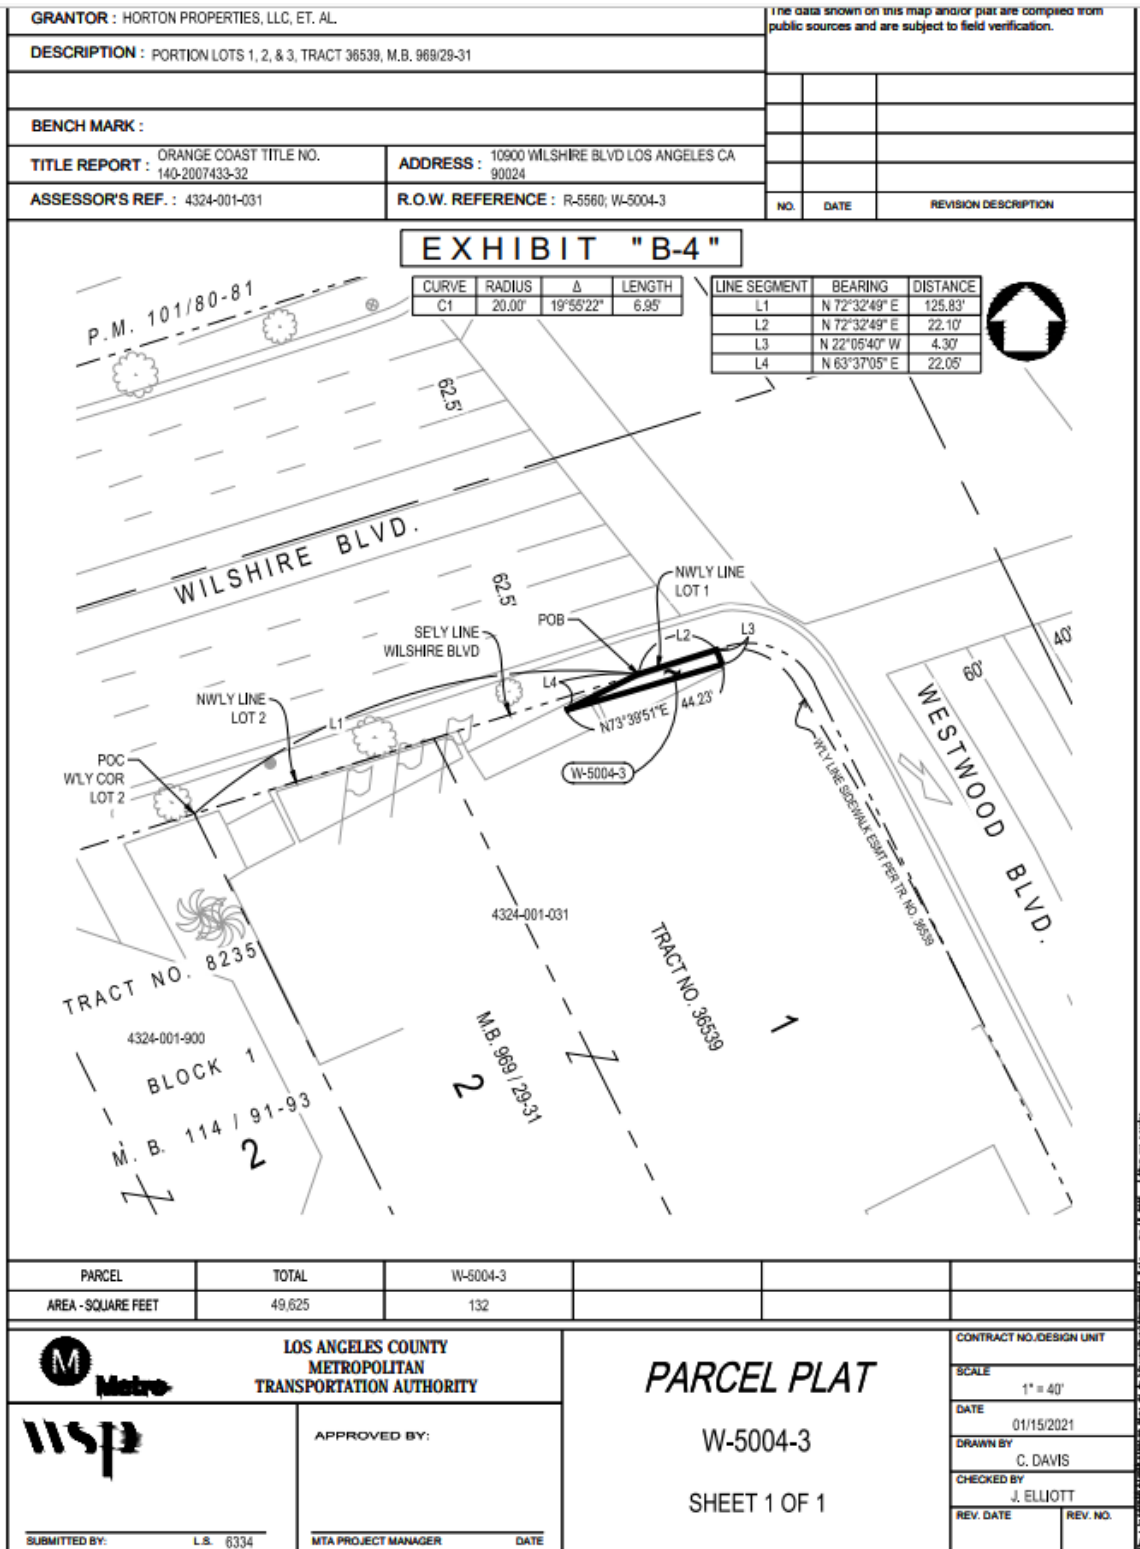 GRANTOR : HORTON PROPERTIES, LLC, ET. AL.
The data shown on this map and/or plat are compiled from
public sources and are subject to field verification.
DESCRIPTION : PORTION LOTS 1, 2, & 3, TRACT 36539, M.B. 969/29-31
BENCH MARK :
TITLE REPORT : ORANGE COAST TITLE NO.
140-2007433-32
ADDRESS : 10900 WILSHIRE BLVD LOS ANGELES CA
90024
ASSESSOR'S REF. : 4324-001-031
R.O.W. REFERENCE : R-5560; W-5004-3
NO. DATE REVISION DESCRIPTION
EXHIBIT "B-4"
CURVE RADIUS Δ LENGTH
C1 20.00' 19°55'22" 6.95'
LINE SEGMENT BEARING DISTANCE
L1 N 72°32'49" E 125.83'
L2 N 72°32'49" E 22.10'
L3 N 22°05'40" W 4.30'
L4 N 63°37'05" E 22.05'
P.M. 101/80-81
62.5'
WILSHIRE BLVD.
62.5'
NW'LY LINE
LOT 1
POB
L2
L3
SE'LY LINE
WILSHIRE BLVD
L4
N73°39'51"E 44.23'
NW'LY LINE
LOT 2
L1
POC
W'LY COR
LOT 2
W-5004-3
40'
60'
WESTWOOD BLVD.
W'LY LINE SIDEWALK ESMT PER TR. NO. 36539
4324-001-031
TRACT NO. 36539
1
M.B. 969 / 29-31
2
TRACT NO. 8235
4324-001-900
BLOCK 1
M. B. 114 / 91-93
2
PARCEL TOTAL W-5004-3
AREA - SQUARE FEET 49,625 132
M
Metro
LOS ANGELES COUNTY
METROPOLITAN
TRANSPORTATION AUTHORITY
wsp
SUBMITTED BY: L.S. 6334
APPROVED BY:
MTA PROJECT MANAGER DATE
PARCEL PLAT
W-5004-3
SHEET 1 OF 1
CONTRACT NO./DESIGN UNIT
SCALE
1" = 40'
DATE
01/15/2021
DRAWN BY
C. DAVIS
CHECKED BY
J. ELLIOTT
REV. DATE REV. NO.